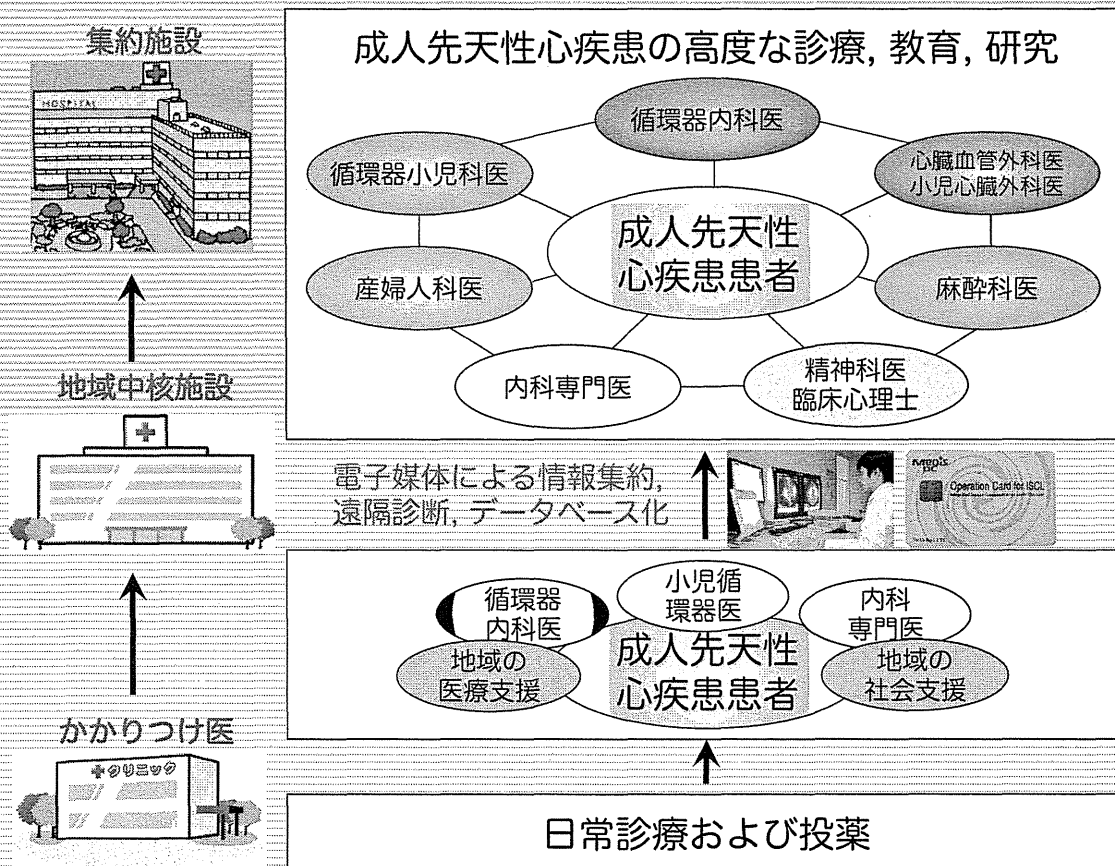 集約施設
HOSPITAL
成人先天性心疾患の高度な診療, 教育, 研究
循環器内科医
循環器小児科医
心臓血管外科医
小児心臓外科医
成人先天性
心疾患患者
産婦人科医
麻酔科医
内科専門医
精神科医
臨床心理士
地域中核施設
電子媒体による情報集約,
遠隔診断, データベース化
MEDIS
DC
Operation Card for ISCL
循環器
内科医
小児循
環器医
内科
専門医
地域の
医療支援
成人先天性
心疾患患者
地域の
社会支援
かかりつけ医
クリニック
日常診療および投薬